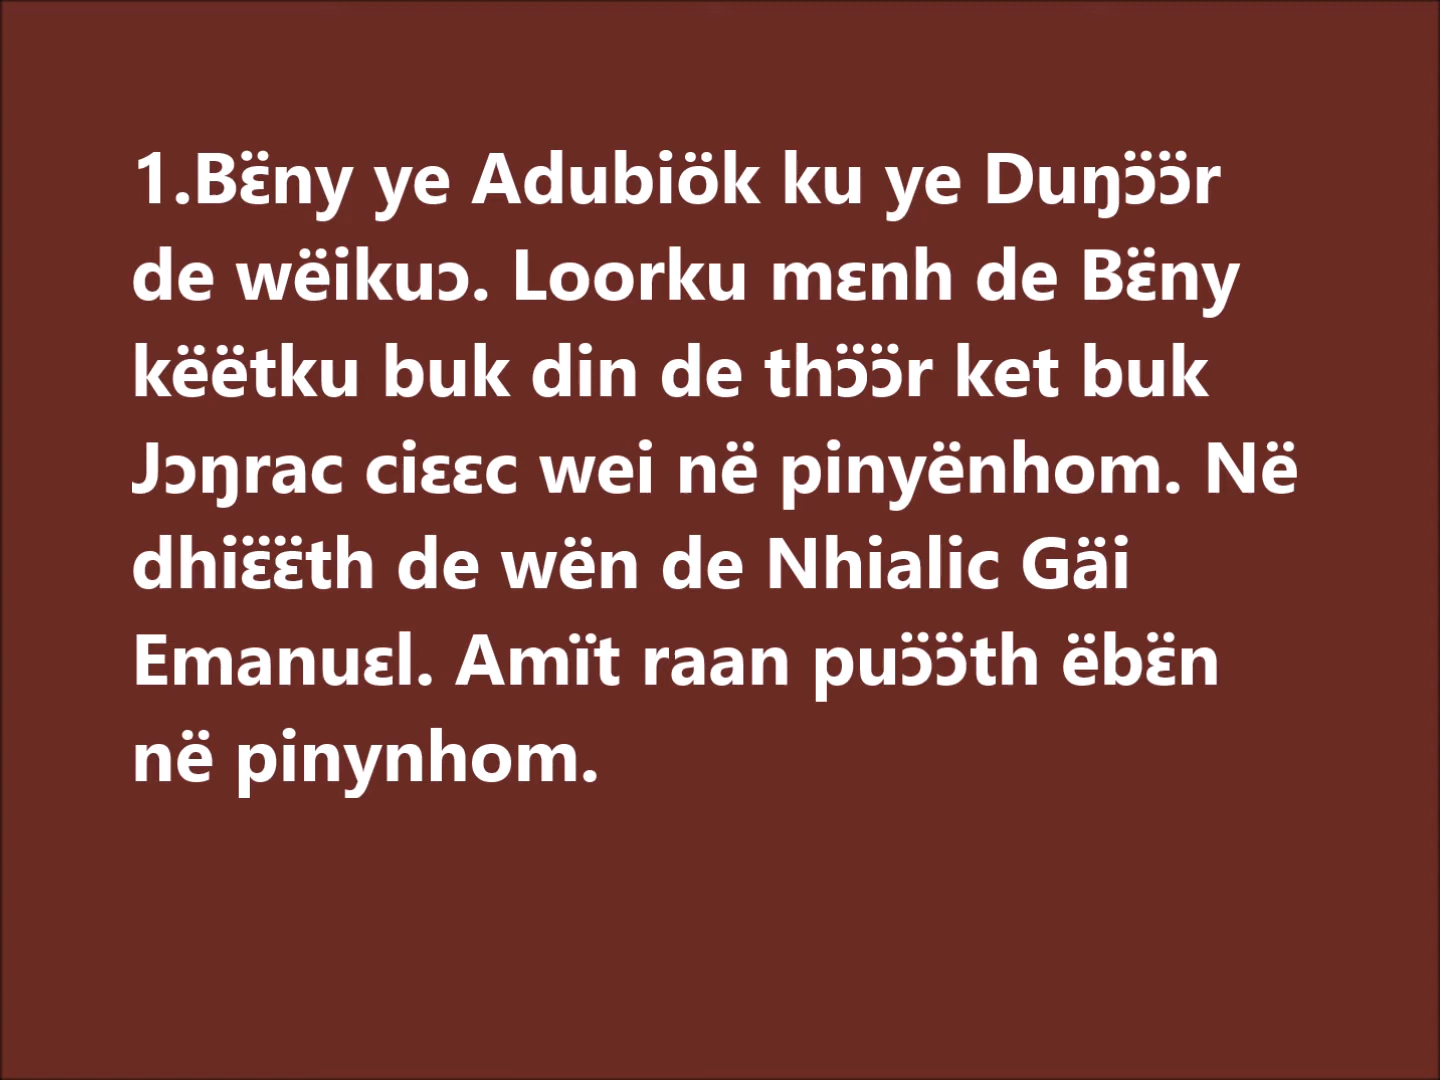 1.Bɛ̈ny ye Adubiök ku ye Duŋɔ̈ɔ̈r
de wëikuɔ. Loorku mɛnh de Bɛ̈ny
këëtku buk din de thɔ̈ɔ̈r ket buk
Jɔŋrac ciɛɛc wei në pinyënhom. Në
dhiɛ̈ɛ̈th de wën de Nhialic Gäi
Emanuɛl. Amït raan puɔ̈ɔ̈th ëbɛ̈n
në pinynhom.